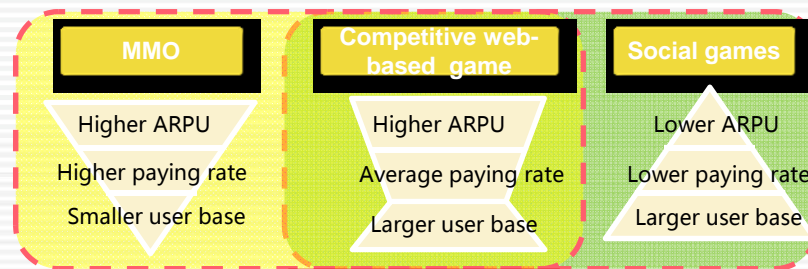 MMO
Higher ARPU
Higher paying rate
Smaller user base
Competitive web-
based game
Higher ARPU
Average paying rate
Larger user base
Social games
Lower ARPU
Lower paying rate
Larger user base